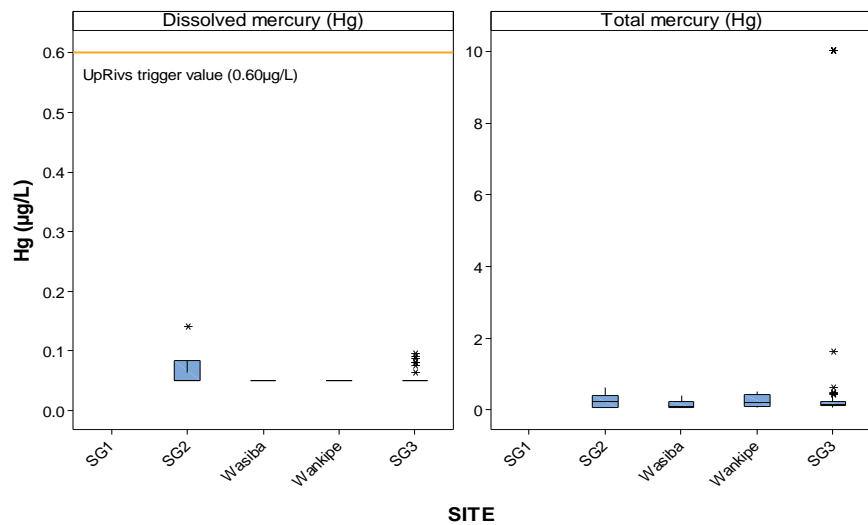 Dissolved mercury (Hg)
Total mercury (Hg)
Hg (µg/L)
0.6
0.5
0.4
0.3
0.2
0.1
0.0
UpRivs trigger value (0.60µg/L)
10
8
6
4
2
0
SG1
SG2
Wasiba
Wankipe
SG3
SG1
SG2
Wasiba
Wankipe
SG3
SITE